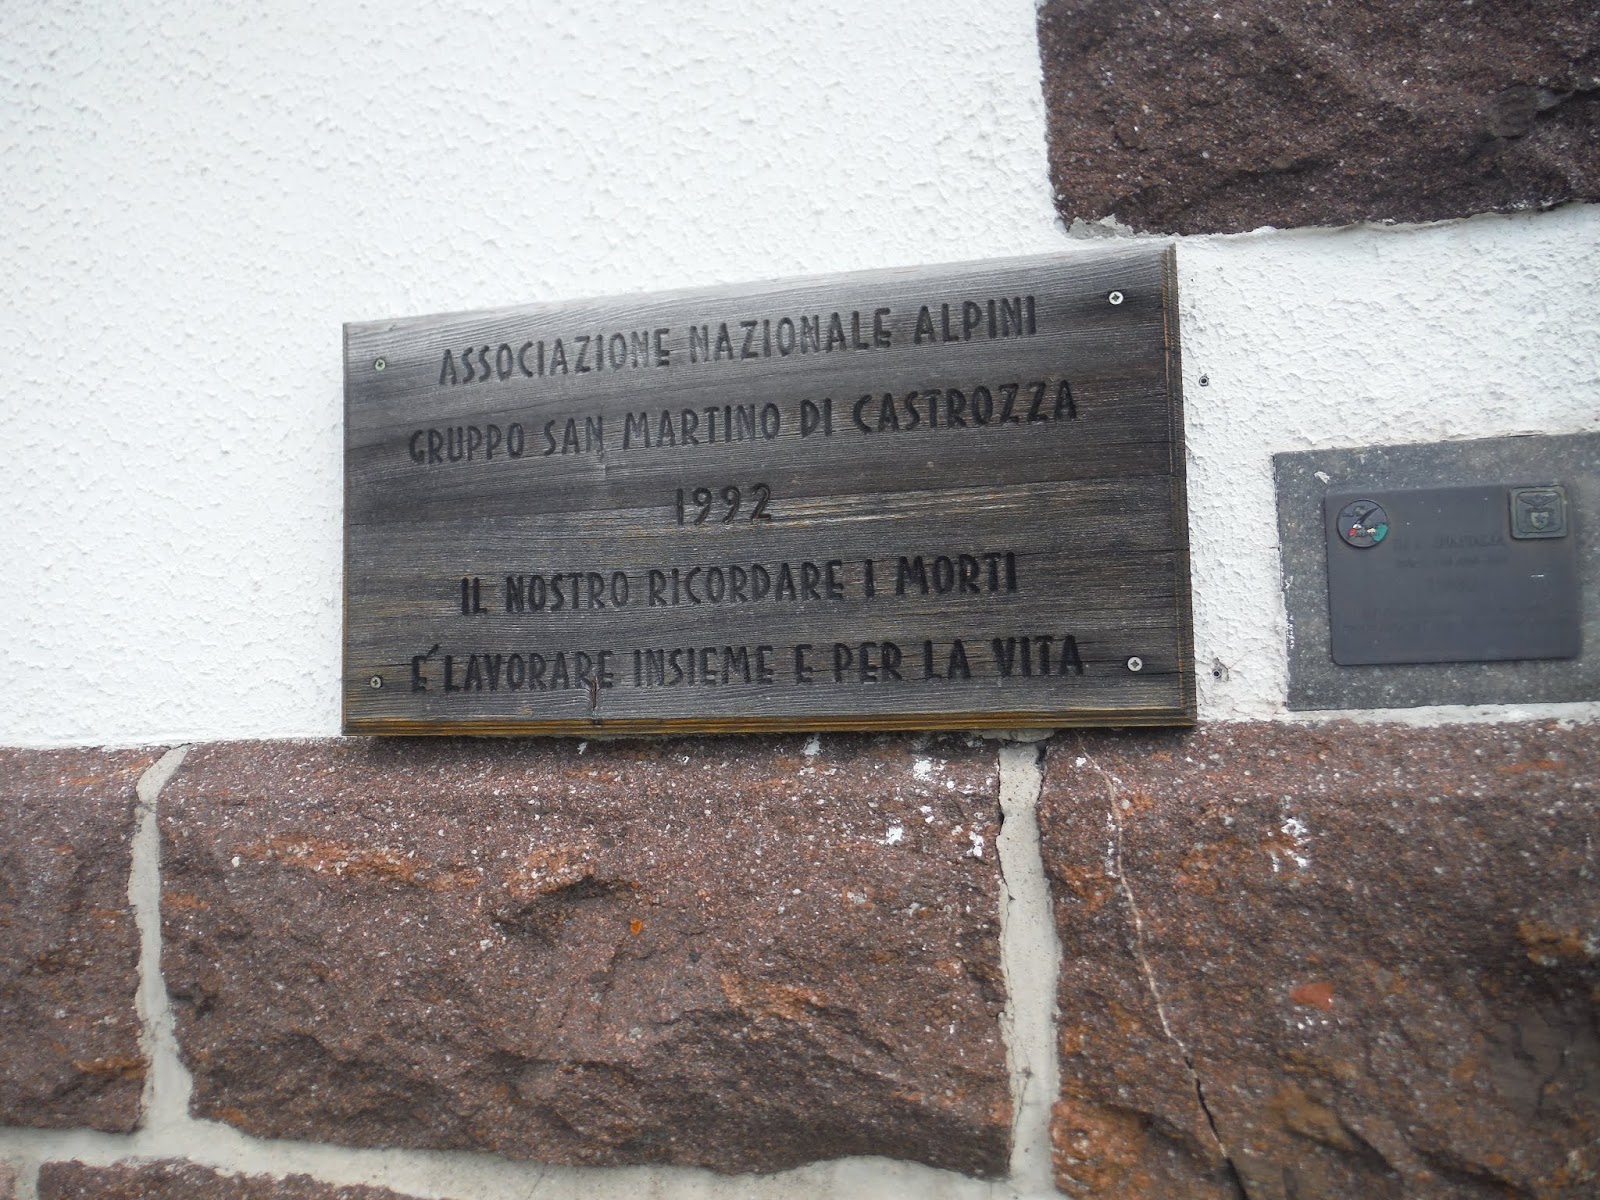 ASSOCIAZIONE NAZIONALE ALPINI
GRUPPO SAN MARTINO DI CASTROZZA
1992
IL NOSTRO RICORDARE I MORTI
E' LAVORARE INSIEME E PER LA VITA